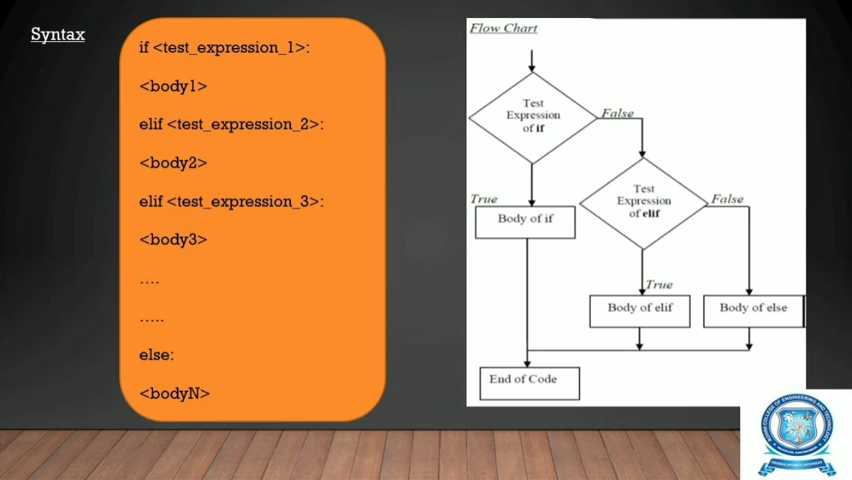 Syntax
if <test_expression_1>:
<body1>
elif <test_expression_2>:
<body2>
elif <test_expression_3>:
<body3>
....
.....
else:
<bodyN>
Flow Chart
Test
Expression
of if
False
True
Body of if
Test
Expression
of elif
False
True
Body of elif
Body of else
End of Code